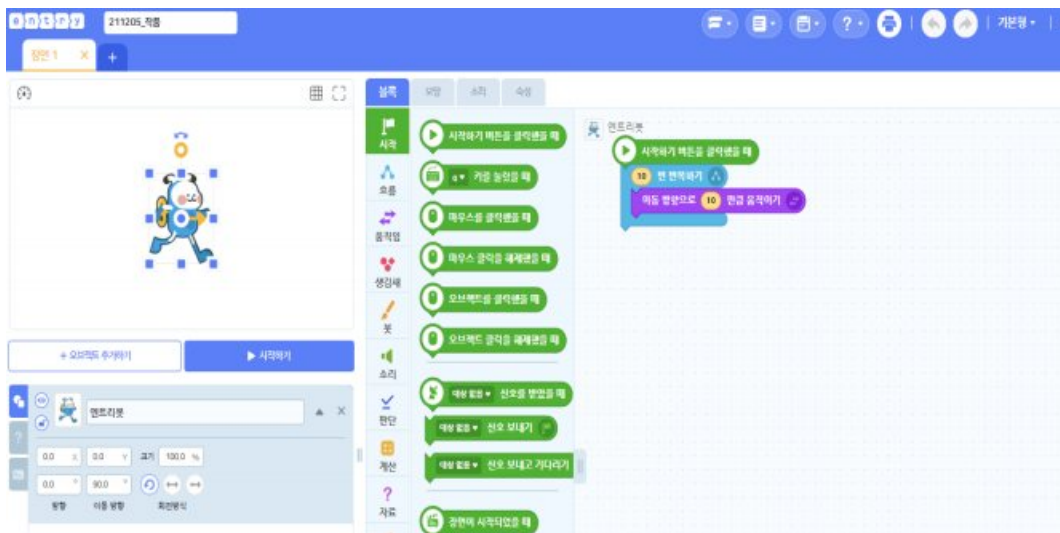 entry
211205_작품
기본형
장면 1
+
블록
모양
소리
속성
+ 오브젝트 추가하기
▶ 시작하기
엔트리봇
0.0 X
0.0 Y
크기 100.0 %
0.0 °
90.0 °
방향
이동 방향
회전방식
시작
흐름
움직임
생김새
붓
소리
판단
계산
? 자료
시작하기 버튼을 클릭했을 때
q 키를 눌렀을 때
마우스를 클릭했을 때
마우스 클릭을 해제했을 때
오브젝트를 클릭했을 때
오브젝트 클릭을 해제했을 때
대상 없음 신호를 받았을 때
대상 없음 신호 보내기
대상 없음 신호 보내고 기다리기
장면이 시작되었을 때
엔트리봇
시작하기 버튼을 클릭했을 때
10 번 반복하기
이동 방향으로 10 만큼 움직이기